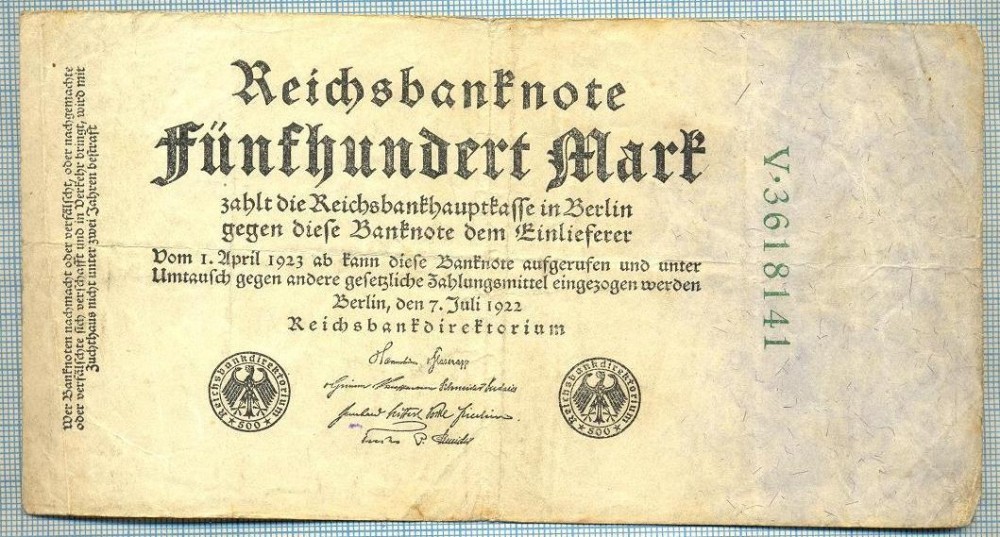 Reichsbanknote
Fünfhundert Mark
zahlt die Reichsbankhauptkasse in Berlin
gegen diese Banknote dem Einlieferer
Vom 1. April 1923 ab kann diese Banknote aufgerufen und unter
Umtausch gegen andere gesetzliche Zahlungsmittel eingezogen werden
Berlin, den 7. Juli 1922
Reichsbankdirektorium
Reichsbankdirektorium
* 500 *
Reichsbankdirektorium
* 500 *
Wer Banknoten nachmacht oder verfälscht, oder nachgemachte
oder verfälschte sich verschafft und in Verkehr bringt, wird mit
Zuchthaus nicht unter zwei Jahren bestraft
V·3618141